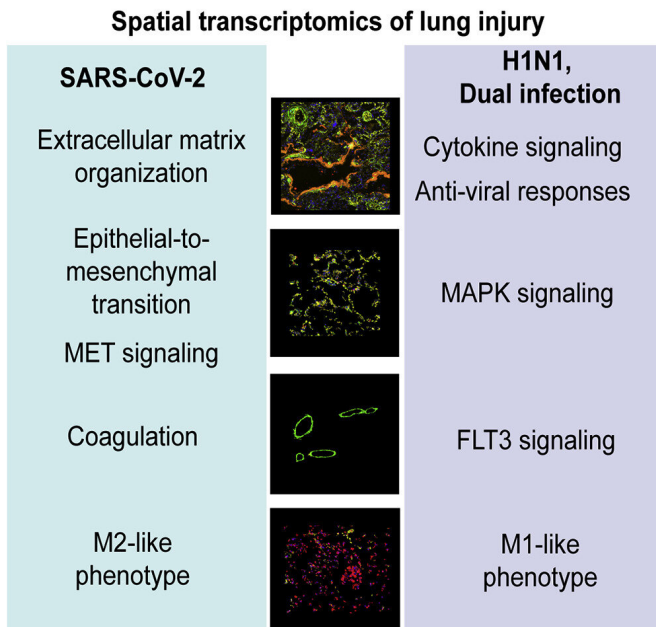 Spatial transcriptomics of lung injury
SARS-CoV-2
Extracellular matrix
organization
Epithelial-to-
mesenchymal
transition
MET signaling
Coagulation
M2-like
phenotype
H1N1,
Dual infection
Cytokine signaling
Anti-viral responses
MAPK signaling
FLT3 signaling
M1-like
phenotype